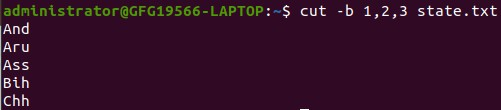 administrator@GFG19566-LAPTOP:~$ cut -b 1,2,3 state.txt
And
Aru
Ass
Bih
Chh